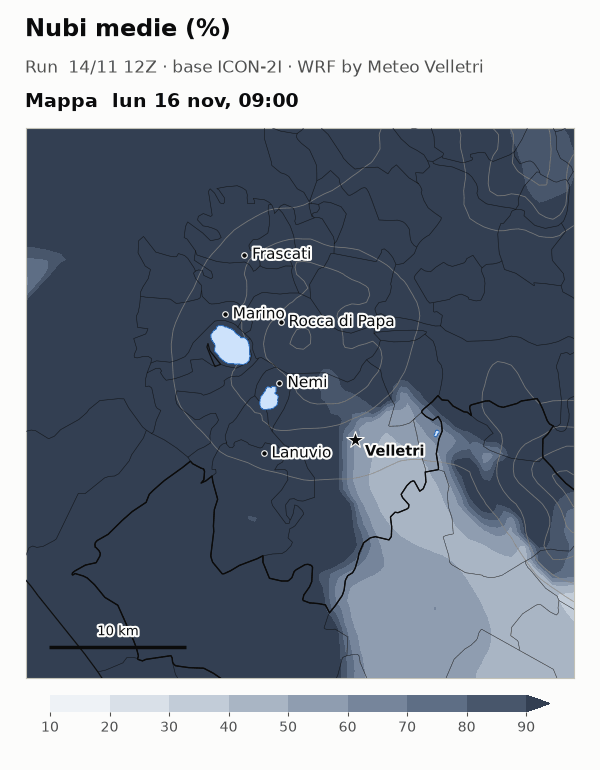 Nubi medie (%)
Run  14/11 12Z · base ICON-2I · WRF by Meteo Velletri
Mappa  lun 16 nov, 09:00
Frascati
Marino
Rocca di Papa
Nemi
Velletri
Lanuvio
10 km
10 20 30 40 50 60 70 80 90